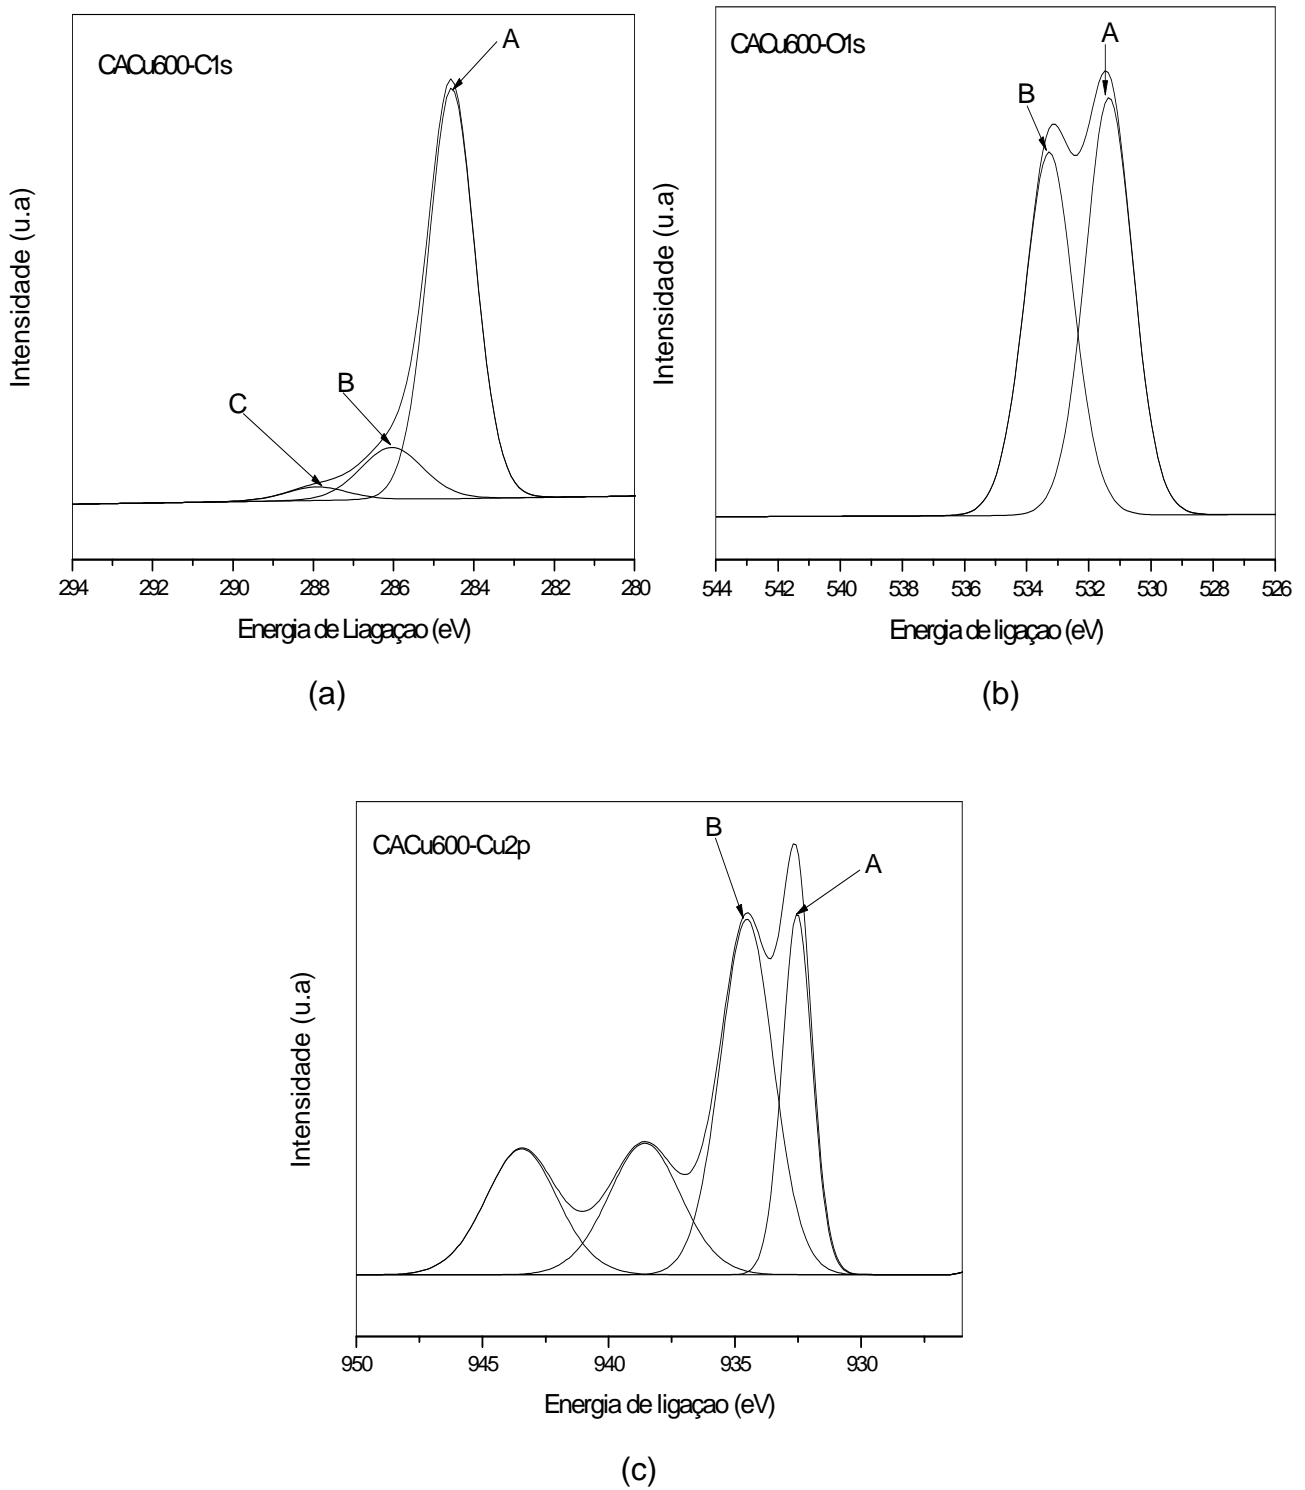 CACu600-C1s
A
B
C
Intensidade (u.a)
294 292 290 288 286 284 282 280
Energia de Liagaçao (eV)
(a)
CACu600-O1s
A
B
Intensidade (u.a)
544 542 540 538 536 534 532 530 528 526
Energia de ligaçao (eV)
(b)
CACu600-Cu2p
B
A
Intensidade (u.a)
950 945 940 935 930
Energia de ligaçao (eV)
(c)